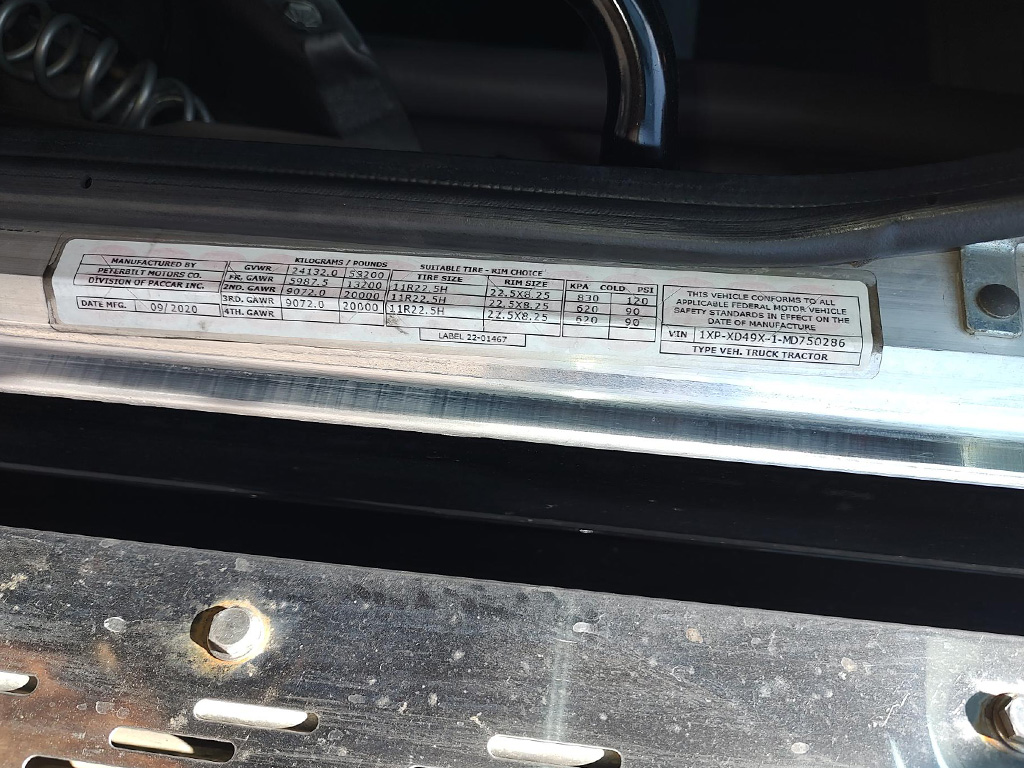 MANUFACTURED BY
PETERBILT MOTORS CO.
DIVISION OF PACCAR INC.
DATE MFG. 09/2020
KILOGRAMS / POUNDS
GVWR 24132.0 53200
FR. GAWR 5987.5 13200
2ND. GAWR 9072.0 20000
3RD. GAWR 9072.0 20000
4TH. GAWR
SUITABLE TIRE - RIM CHOICE
TIRE SIZE RIM SIZE KPA COLD PSI
11R22.5H 22.5X8.25 830 120
11R22.5H 22.5X8.25 620 90
11R22.5H 22.5X8.25 620 90
LABEL 22-01467
THIS VEHICLE CONFORMS TO ALL
APPLICABLE FEDERAL MOTOR VEHICLE
SAFETY STANDARDS IN EFFECT ON THE
DATE OF MANUFACTURE
VIN 1XP-XD49X-1-MD750286
TYPE VEH. TRUCK TRACTOR